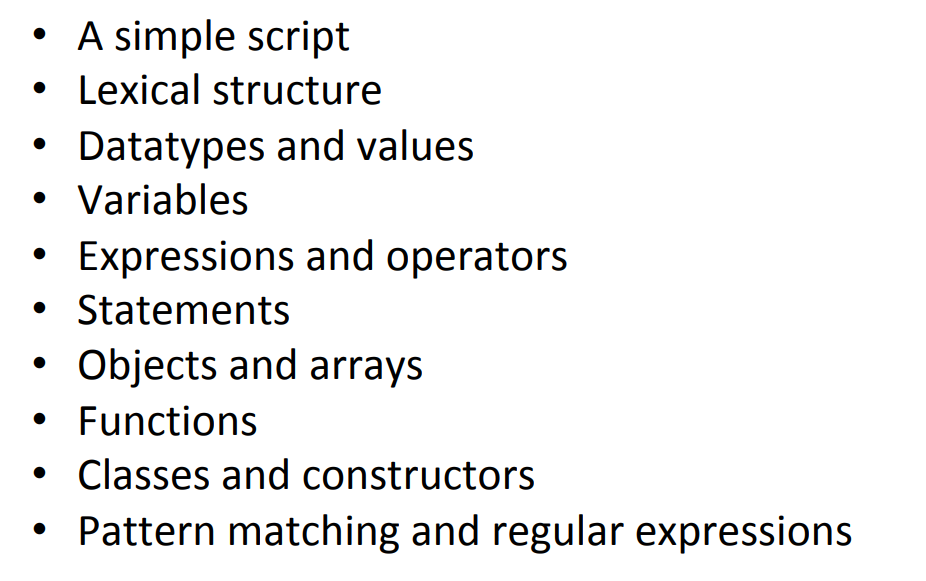 • A simple script
• Lexical structure
• Datatypes and values
• Variables
• Expressions and operators
• Statements
• Objects and arrays
• Functions
• Classes and constructors
• Pattern matching and regular expressions